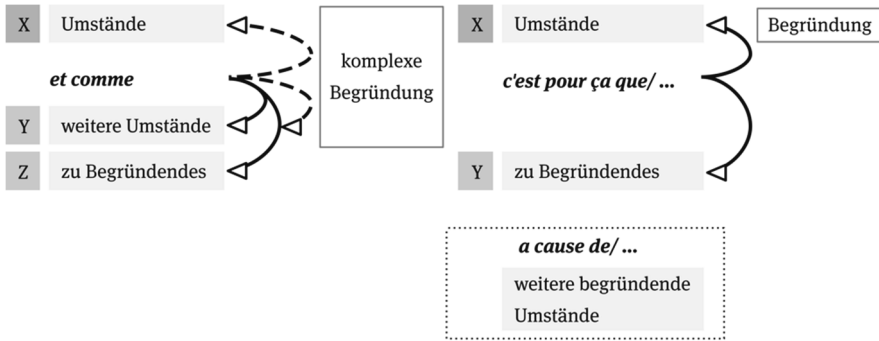 X Umstände
et comme
Y weitere Umstände
Z zu Begründendes
komplexe
Begründung
X Umstände
Begründung
c'est pour ça que/ ...
Y zu Begründendes
a cause de/ ...
weitere begründende
Umstände